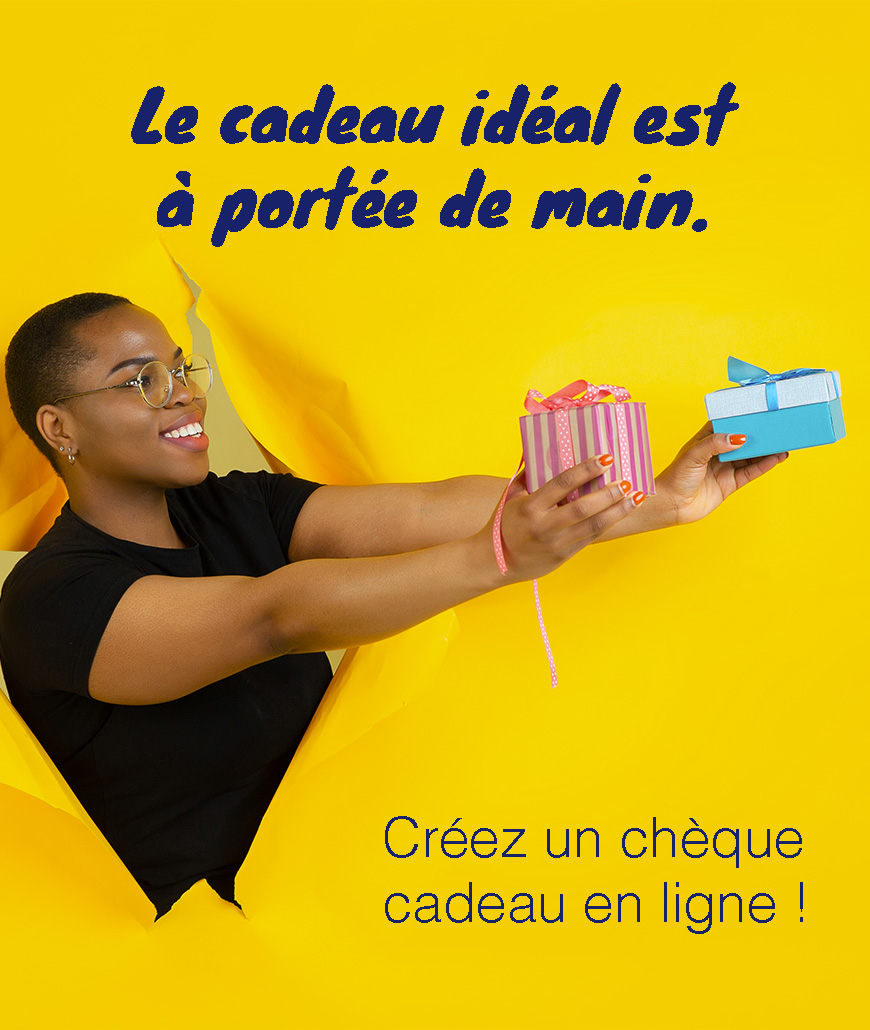 Le cadeau idéal est
à portée de main.
Créez un chèque
cadeau en ligne !